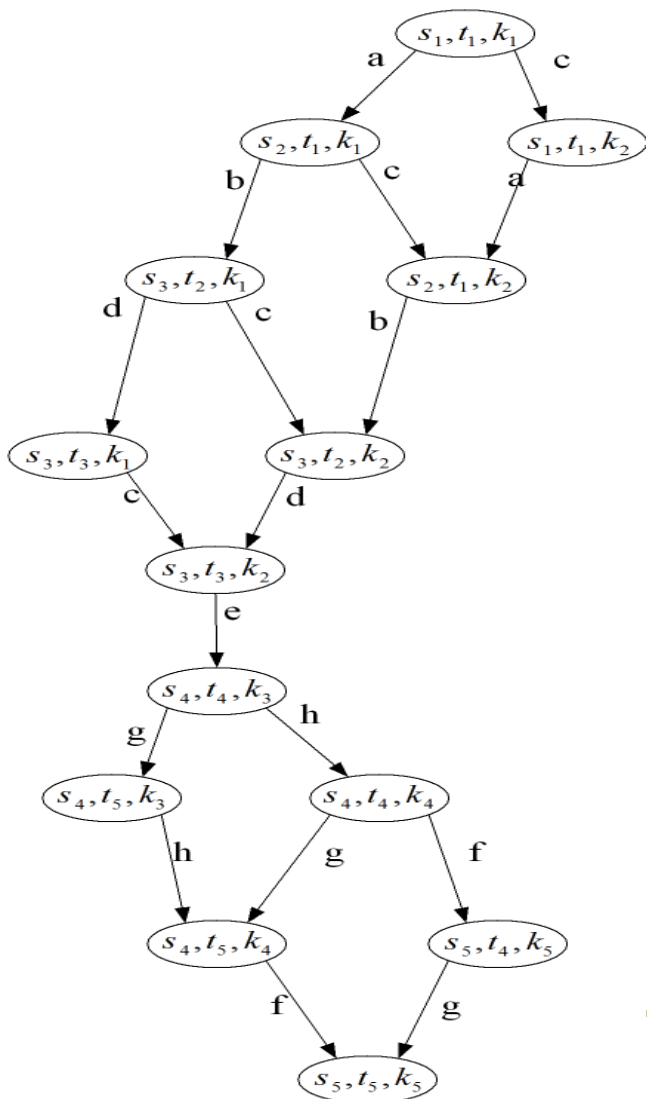 s₁, t₁, k₁
a
c
s₂, t₁, k₁
s₁, t₁, k₂
b
c
a
s₃, t₂, k₁
s₂, t₁, k₂
d
c
b
s₃, t₃, k₁
s₃, t₂, k₂
c
d
s₃, t₃, k₂
e
s₄, t₄, k₃
g
h
s₄, t₅, k₃
s₄, t₄, k₄
h
g
f
s₄, t₅, k₄
s₅, t₄, k₅
f
g
s₅, t₅, k₅